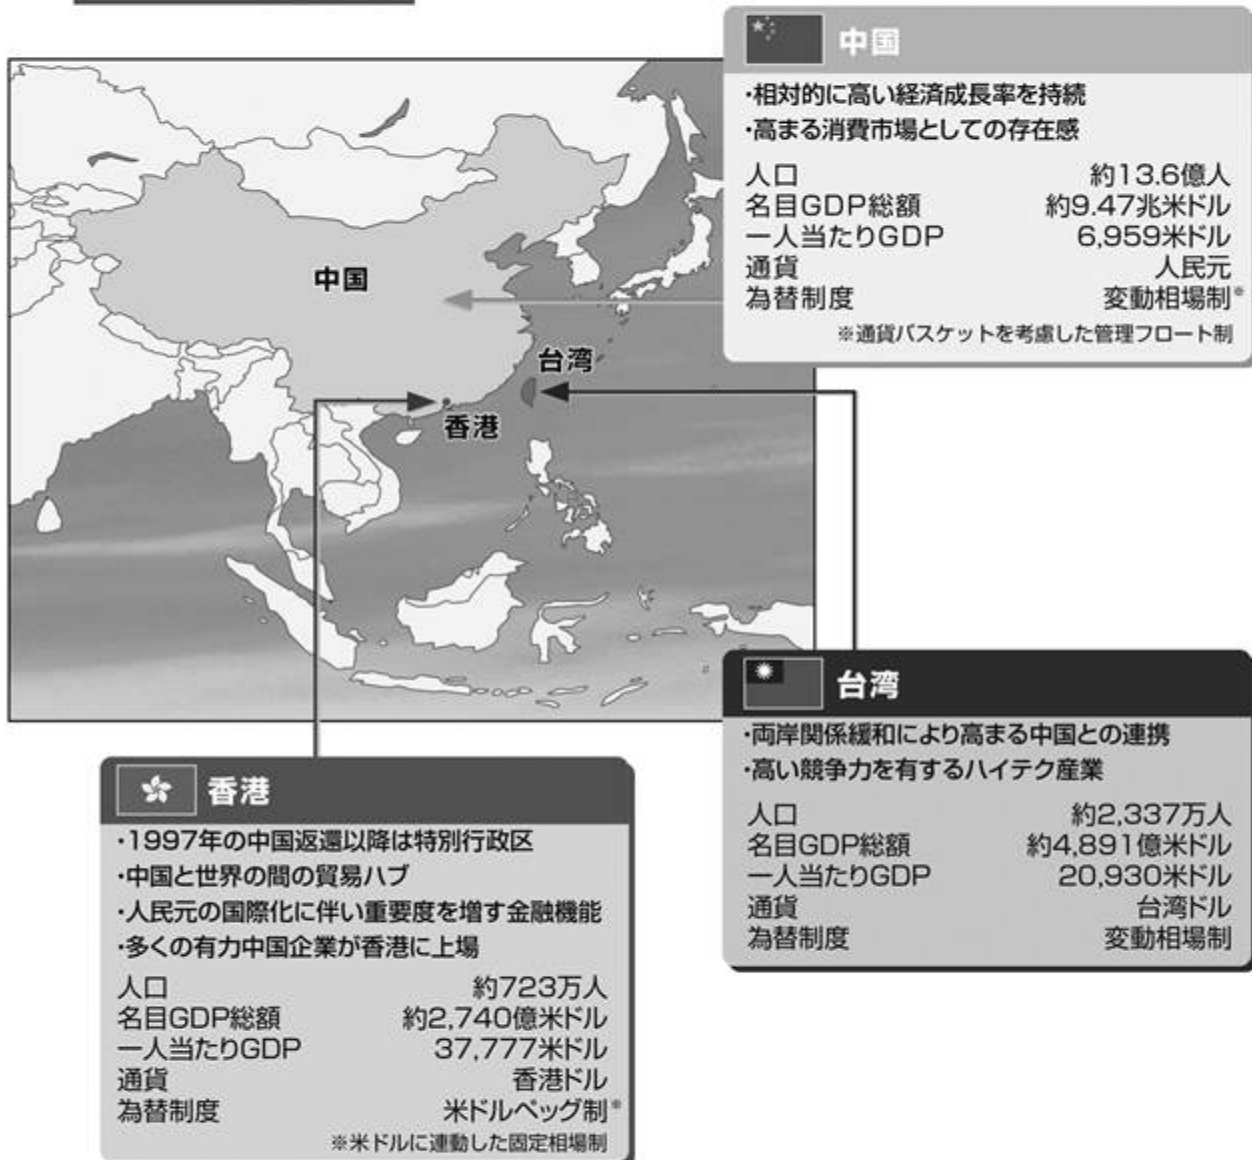 中国
・相対的に高い経済成長率を持続
・高まる消費市場としての存在感
人口 約13.6億人
名目GDP総額 約9.47兆米ドル
一人当たりGDP 6,959米ドル
通貨 人民元
為替制度 変動相場制※
※通貨バスケットを考慮した管理フロート制
中国
台湾
香港
台湾
・両岸関係緩和により高まる中国との連携
・高い競争力を有するハイテク産業
人口 約2,337万人
名目GDP総額 約4,891億米ドル
一人当たりGDP 20,930米ドル
通貨 台湾ドル
為替制度 変動相場制
香港
・1997年の中国返還以降は特別行政区
・中国と世界の間の貿易ハブ
・人民元の国際化に伴い重要度を増す金融機能
・多くの有力中国企業が香港に上場
人口 約723万人
名目GDP総額 約2,740億米ドル
一人当たりGDP 37,777米ドル
通貨 香港ドル
為替制度 米ドルペッグ制※
※米ドルに連動した固定相場制